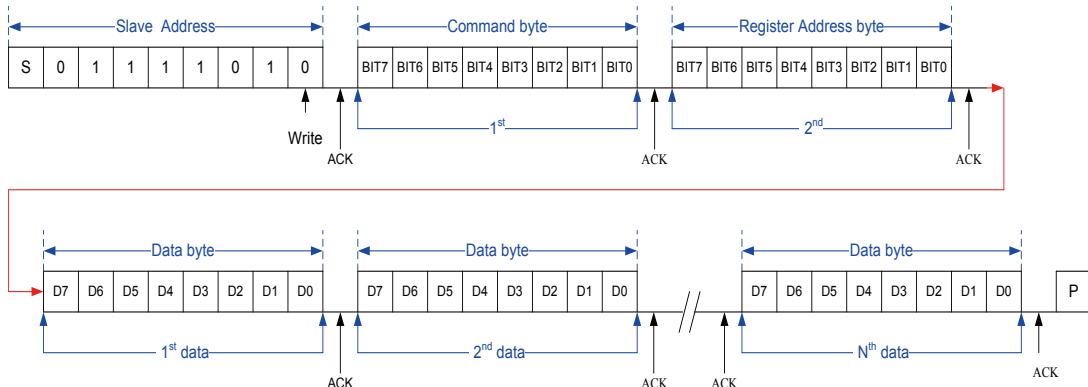 Slave Address Command byte Register Address byte
S 0 1 1 1 1 0 1 0 BIT7 BIT6 BIT5 BIT4 BIT3 BIT2 BIT1 BIT0 BIT7 BIT6 BIT5 BIT4 BIT3 BIT2 BIT1 BIT0
Write 1st 2nd
ACK ACK ACK
Data byte Data byte Data byte
D7 D6 D5 D4 D3 D2 D1 D0 D7 D6 D5 D4 D3 D2 D1 D0 D7 D6 D5 D4 D3 D2 D1 D0 P
1st data 2nd data Nth data
ACK ACK ACK ACK